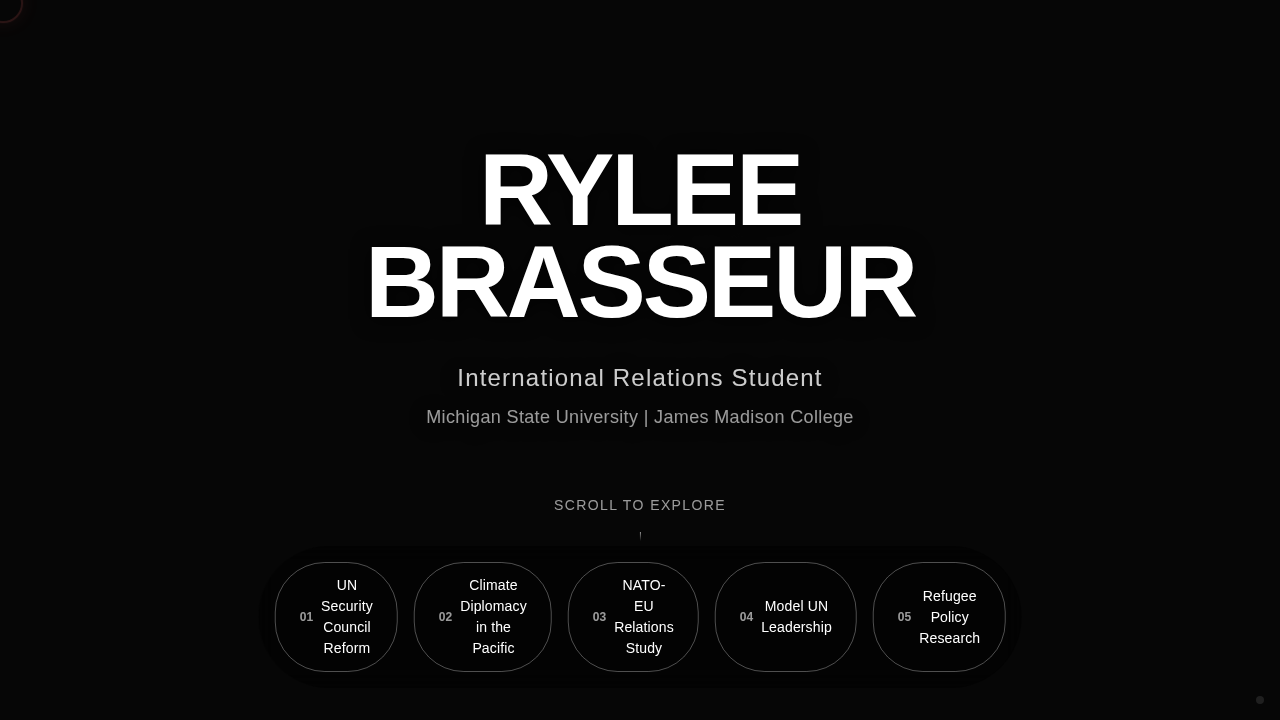 RYLEE
BRASSEUR
International Relations Student
Michigan State University | James Madison College
SCROLL TO EXPLORE
01
UN
Security
Council
Reform
02
Climate
Diplomacy
in the
Pacific
03
NATO-
EU
Relations
Study
04
Model UN
Leadership
05
Refugee
Policy
Research